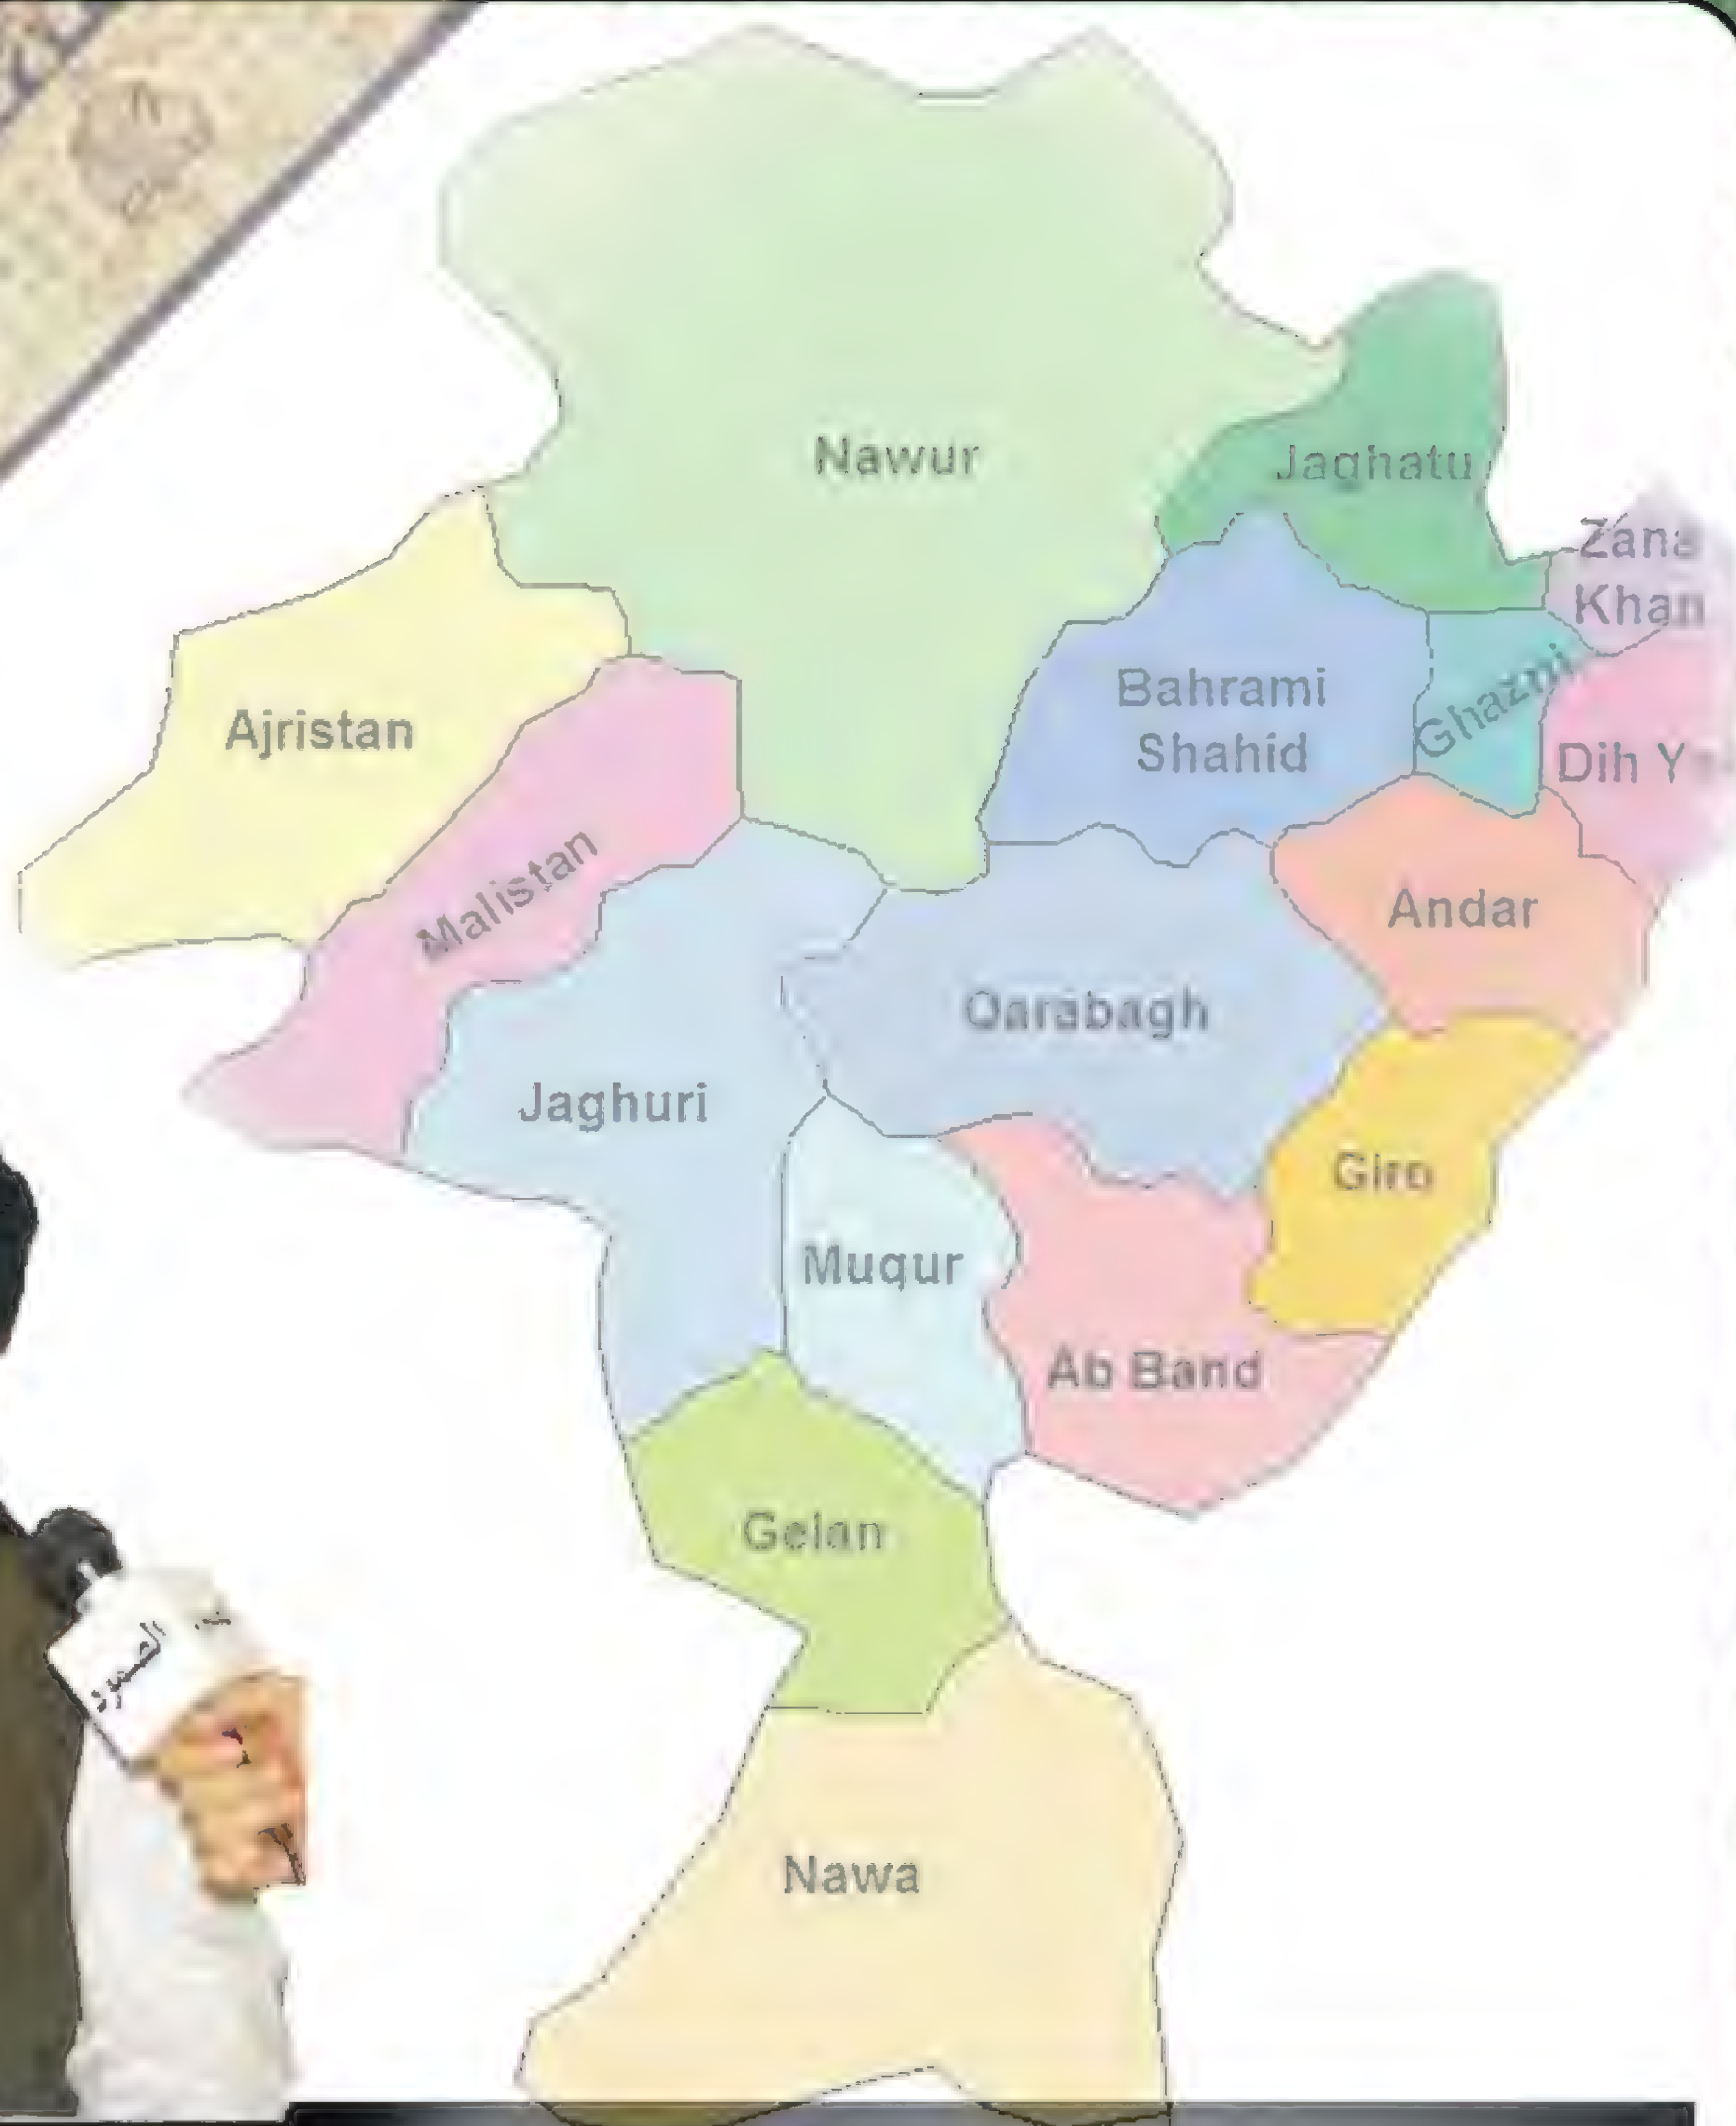 Nawur
Jaghatu
Zana
Khan
Bahrami
Shahid
Ghazni
Dih Y
Ajristan
Malistan
Andar
Qarabagh
Jaghuri
Giro
Muqur
Ab Band
Gelan
الصمود
Nawa